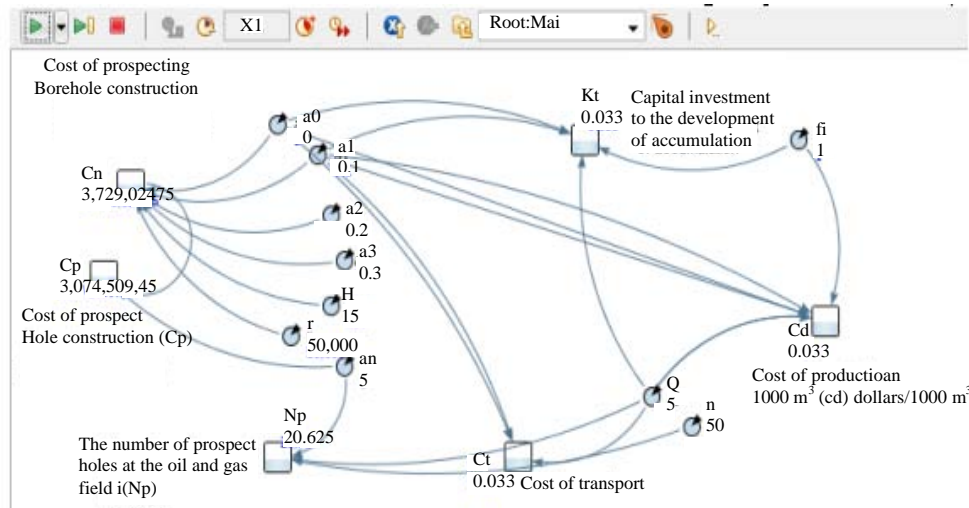 X1
Root:Mai
Cost of prospecting
Borehole construction
a0
0
a1
0.1
Kt
0.033
Capital investment
to the development
of accumulation
fi
1
Cn
3,729,02475
a2
0.2
a3
0.3
Cp
3,074,509,45
H
15
Cost of prospect
Hole construction (Cp)
r
50,000
an
5
Cd
0.033
Cost of productioan
1000 m³ (cd) dollars/1000 m³
Q
5
n
50
Np
20.625
The number of prospect
holes at the oil and gas
field i(Np)
Ct
0.033 Cost of transport